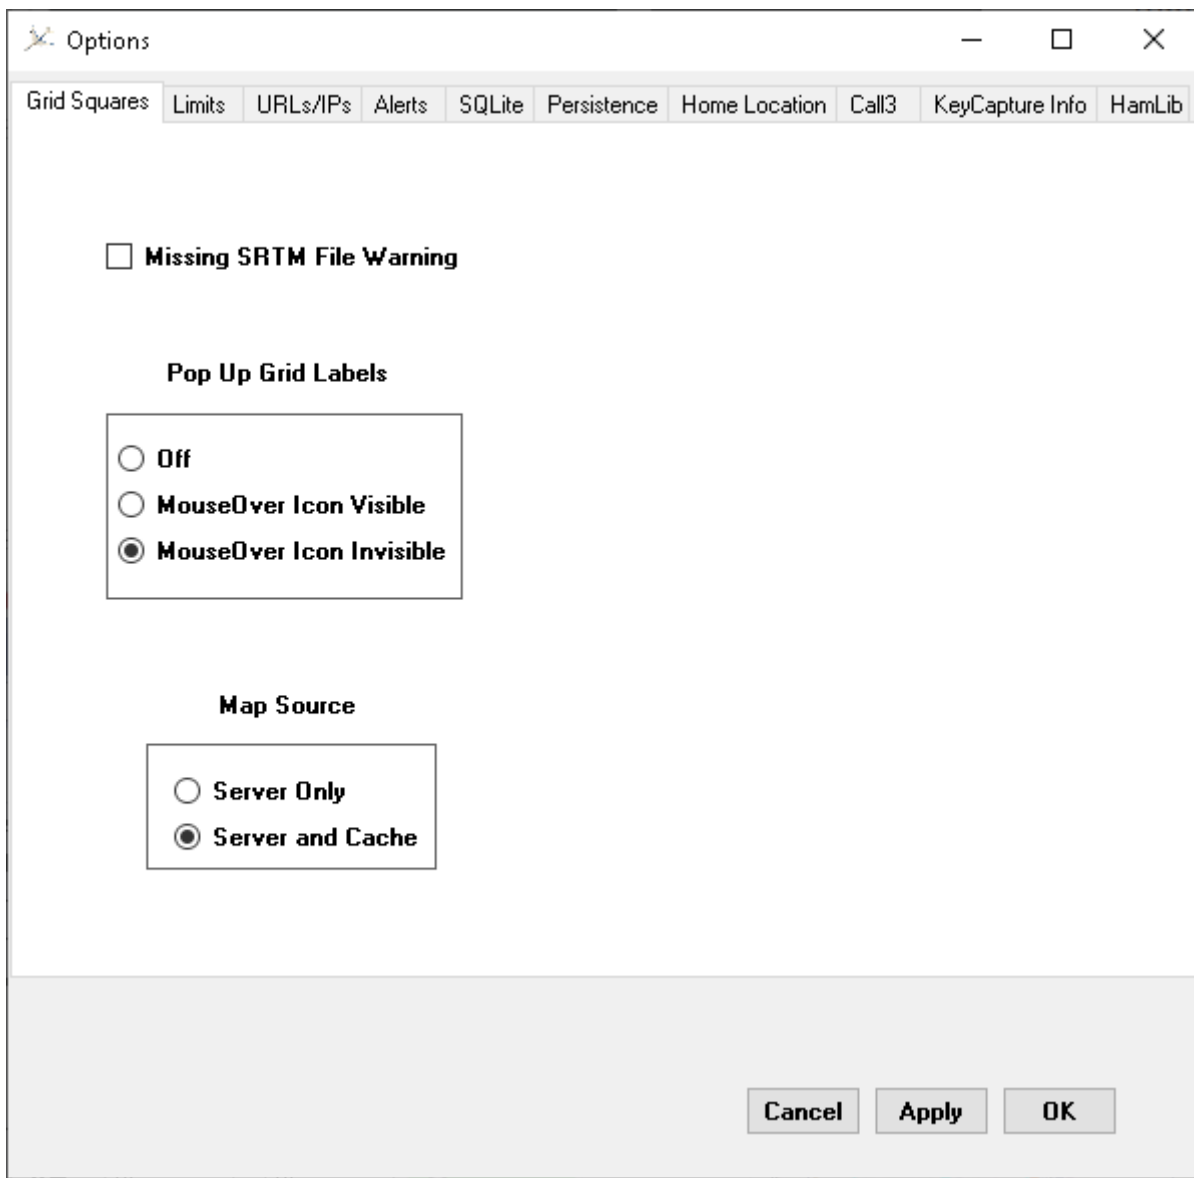 Options
Grid Squares Limits URLs/IPs Alerts SQLite Persistence Home Location Call3 KeyCapture Info HamLib
Missing SRTM File Warning
Pop Up Grid Labels
Off
MouseOver Icon Visible
MouseOver Icon Invisible
Map Source
Server Only
Server and Cache
Cancel Apply OK